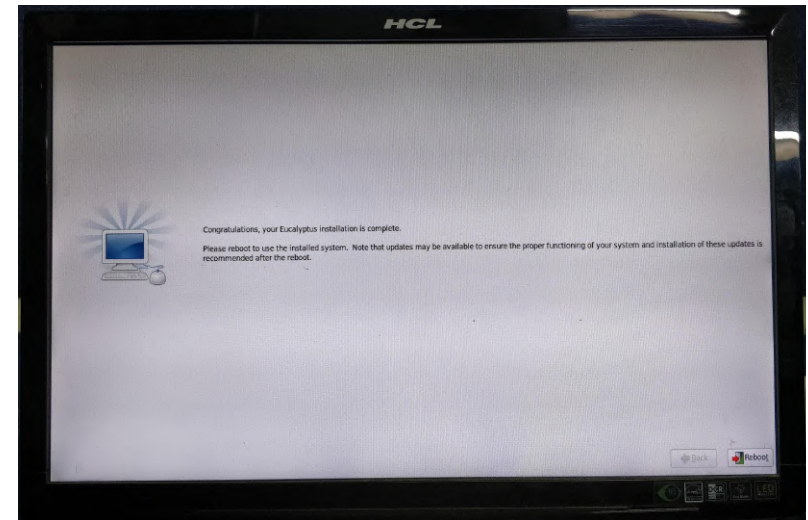 HCL
Congratulations, your Eucalyptus installation is complete.
Please reboot to use the installed system. Note that updates may be available to ensure the proper functioning of your system and installation of these updates is
recommended after the reboot.
Back
Reboot
LED